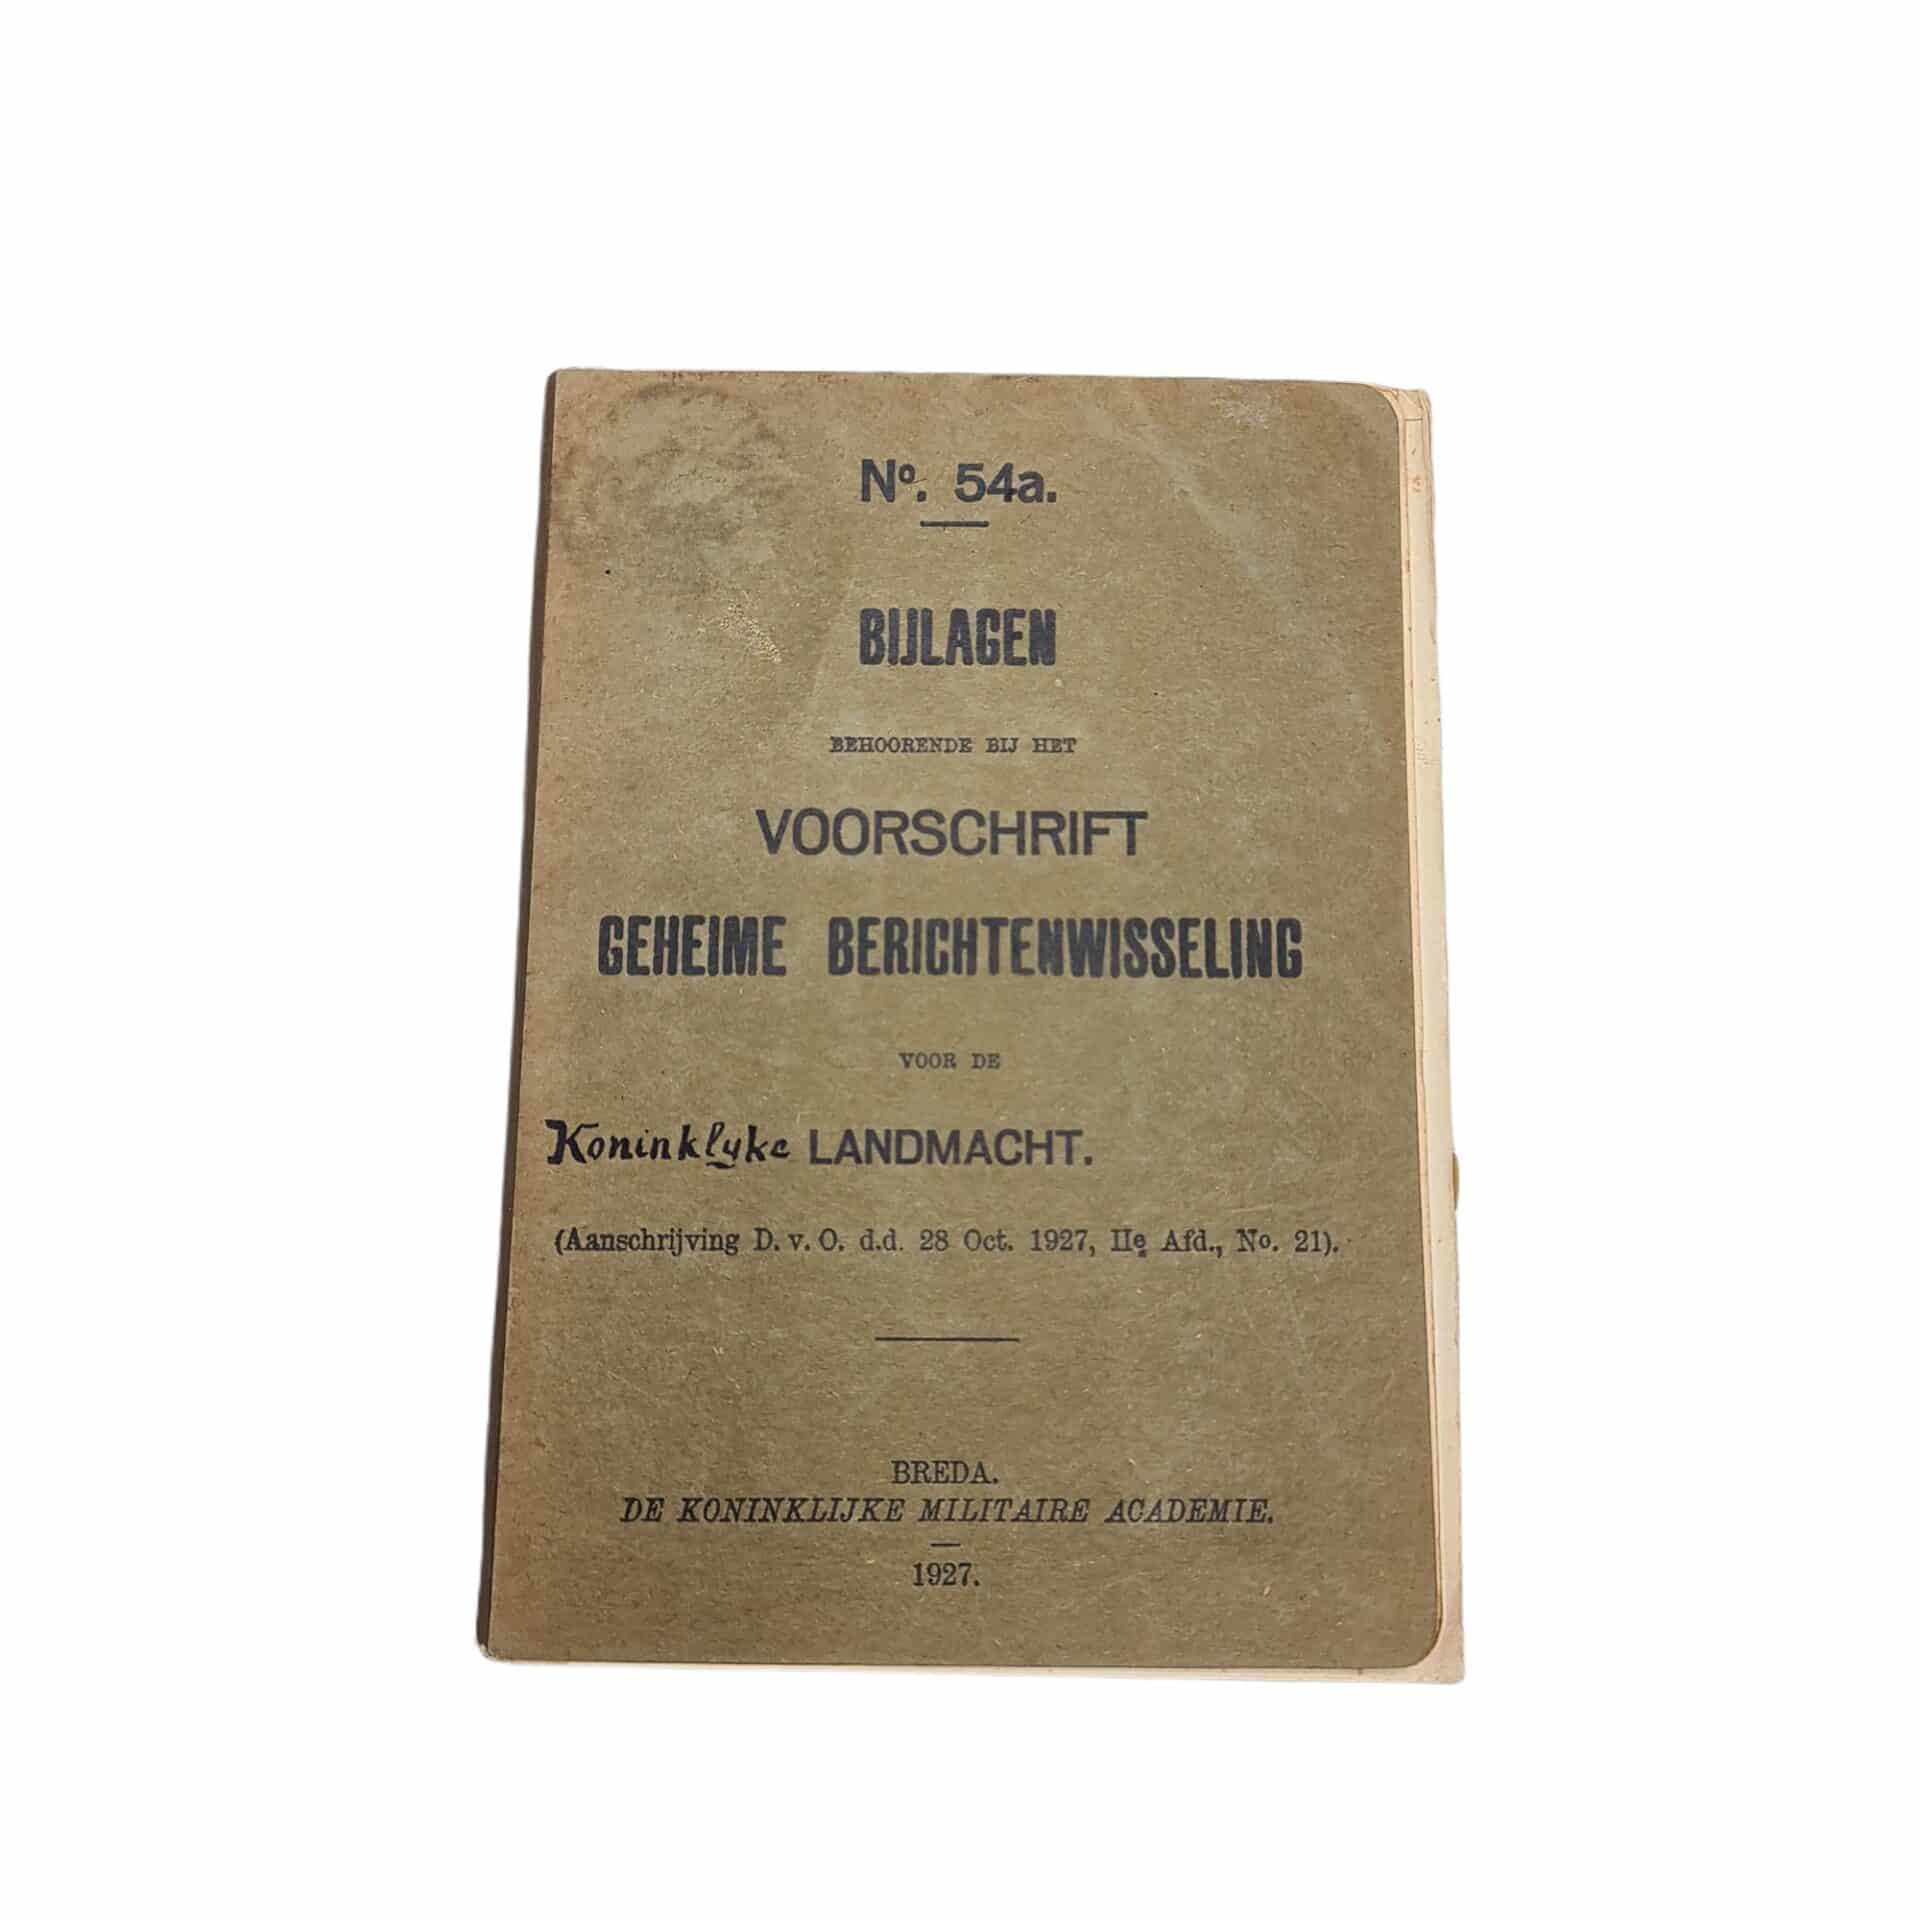 Nº. 54a.
BIJLAGEN
BEHOORENDE BIJ HET
VOORSCHRIFT
GEHEIME BERICHTENWISSELING
VOOR DE
Koninklyke LANDMACHT.
(Aanschrijving D. v. O. d.d. 28 Oct. 1927, IIe Afd., No. 21).
BREDA.
DE KONINKLIJKE MILITAIRE ACADEMIE.
1927.